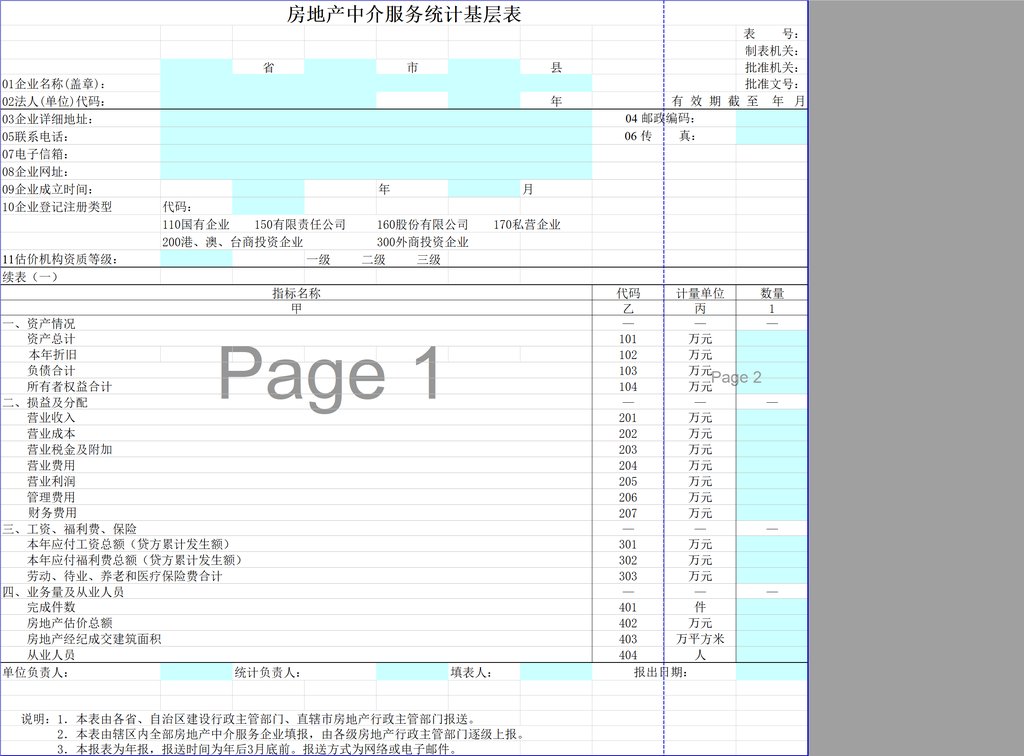 房地产中介服务统计基层表
表　　号：
制表机关：
省　市　县　批准机关：
01企业名称(盖章)：　批准文号：
02法人(单位)代码：　年　有 效 期 截 至　年　月
03企业详细地址：　04 邮政编码：
05联系电话：　06 传　　真：
07电子信箱：
08企业网址：
09企业成立时间：　年　月
10企业登记注册类型　代码：
110国有企业　150有限责任公司　160股份有限公司　170私营企业
200港、澳、台商投资企业　300外商投资企业
11估价机构资质等级：　一级　二级　三级
续表（一）
指标名称　代码　计量单位　数量
甲　乙　丙　1
一、资产情况　—　—　—
资产总计　101　万元
本年折旧　102　万元
负债合计　103　万元
所有者权益合计　104　万元
Page 1
Page 2
二、损益及分配　—　—　—
营业收入　201　万元
营业成本　202　万元
营业税金及附加　203　万元
营业费用　204　万元
营业利润　205　万元
管理费用　206　万元
财务费用　207　万元
三、工资、福利费、保险　—　—　—
本年应付工资总额（贷方累计发生额）　301　万元
本年应付福利费总额（贷方累计发生额）　302　万元
劳动、待业、养老和医疗保险费合计　303　万元
四、业务量及从业人员　—　—　—
完成件数　401　件
房地产估价总额　402　万元
房地产经纪成交建筑面积　403　万平方米
从业人员　404　人
单位负责人：　统计负责人：　填表人：　报出日期：
说明：1. 本表由各省、自治区建设行政主管部门、直辖市房地产行政主管部门报送。
2. 本表由辖区内全部房地产中介服务企业填报，由各级房地产行政主管部门逐级上报。
3. 本报表为年报，报送时间为年后3月底前。报送方式为网络或电子邮件。